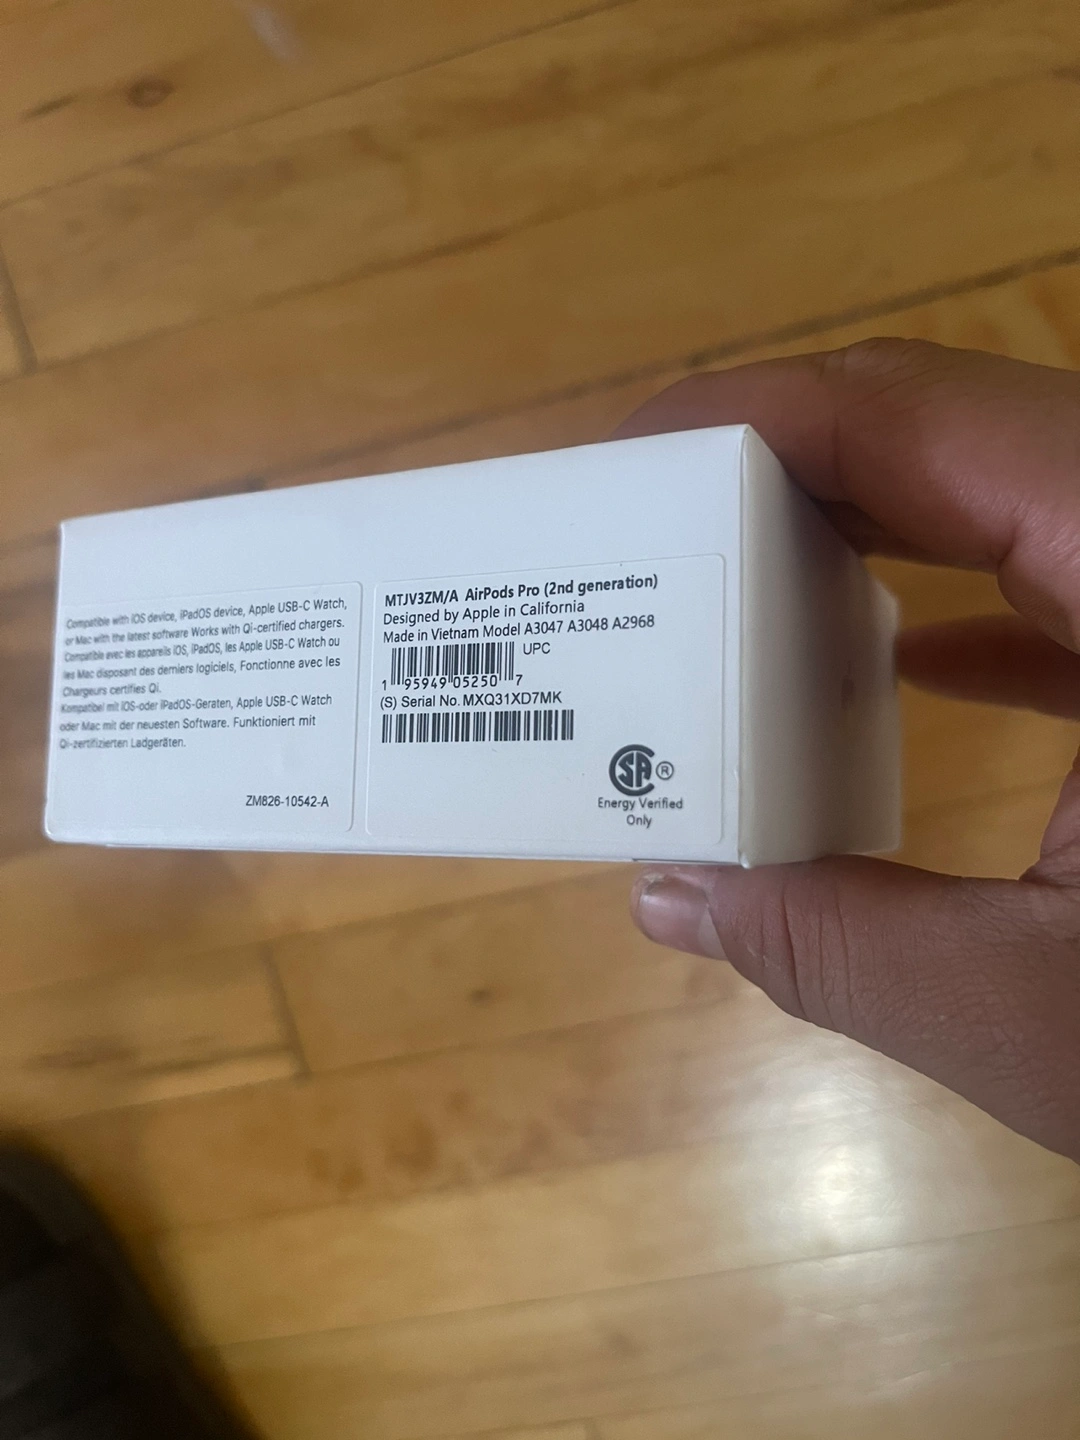 Compatible with iOS device, iPadOS device, Apple USB-C Watch,
or Mac with the latest software Works with Qi-certified chargers.
Compatible avec les appareils iOS, iPadOS, les Apple USB-C Watch ou
les Mac disposant des derniers logiciels, Fonctionne avec les
Chargeurs certifies Qi.
Kompatibel mit iOS-oder iPadOS-Geraten, Apple USB-C Watch
oder Mac mit der neuesten Software. Funktioniert mit
Qi-zertifizierten Ladgeräten.
ZM826-10542-A
MTJV3ZM/A AirPods Pro (2nd generation)
Designed by Apple in California
Made in Vietnam Model A3047 A3048 A2968
UPC
1 95949 05250 7
(S) Serial No. MXQ31XD7MK
SA ®
Energy Verified
Only